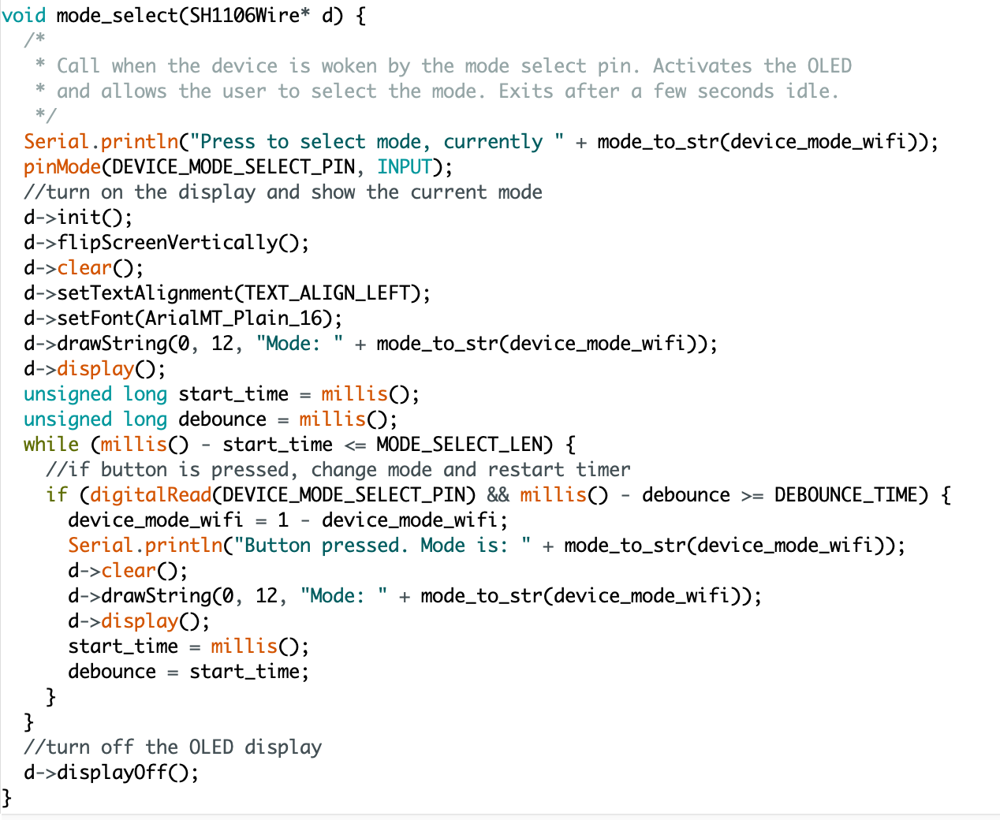 void mode_select(SH1106Wire* d) {
  /*
   * Call when the device is woken by the mode select pin. Activates the OLED
   * and allows the user to select the mode. Exits after a few seconds idle.
   */
  Serial.println("Press to select mode, currently " + mode_to_str(device_mode_wifi));
  pinMode(DEVICE_MODE_SELECT_PIN, INPUT);
  //turn on the display and show the current mode
  d->init();
  d->flipScreenVertically();
  d->clear();
  d->setTextAlignment(TEXT_ALIGN_LEFT);
  d->setFont(ArialMT_Plain_16);
  d->drawString(0, 12, "Mode: " + mode_to_str(device_mode_wifi));
  d->display();
  unsigned long start_time = millis();
  unsigned long debounce = millis();
  while (millis() - start_time <= MODE_SELECT_LEN) {
    //if button is pressed, change mode and restart timer
    if (digitalRead(DEVICE_MODE_SELECT_PIN) && millis() - debounce >= DEBOUNCE_TIME) {
      device_mode_wifi = 1 - device_mode_wifi;
      Serial.println("Button pressed. Mode is: " + mode_to_str(device_mode_wifi));
      d->clear();
      d->drawString(0, 12, "Mode: " + mode_to_str(device_mode_wifi));
      d->display();
      start_time = millis();
      debounce = start_time;
    }
  }
  //turn off the OLED display
  d->displayOff();
}